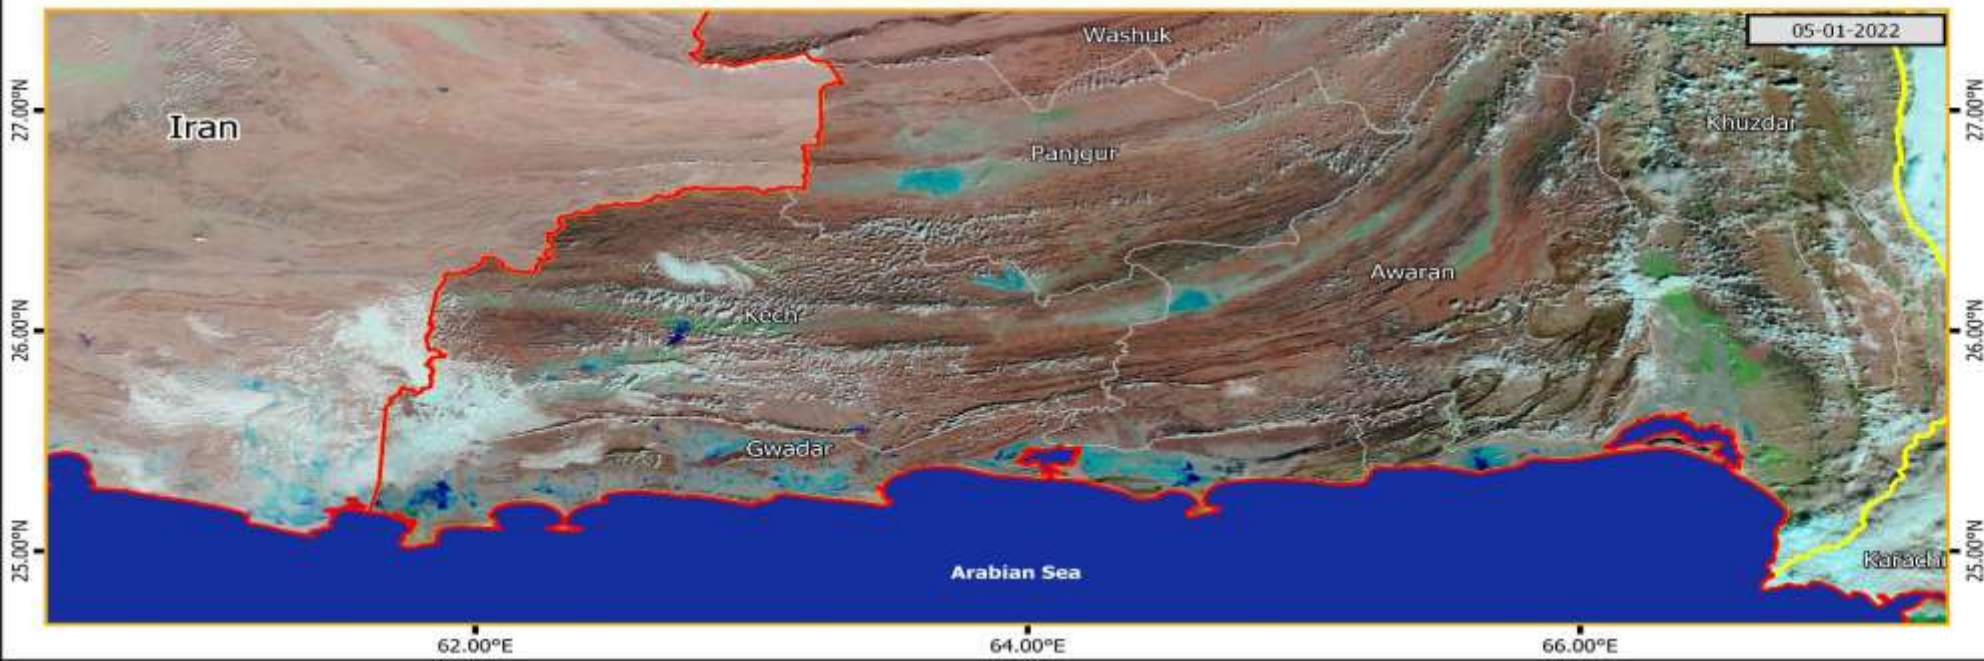 Washuk
05-01-2022
27.00°N
27.00°N
Iran
Khuzdar
Panjgur
Awaran
Kech
26.00°N
26.00°N
Gwadar
25.00°N
25.00°N
Arabian Sea
Karachi
62.00°E
64.00°E
66.00°E